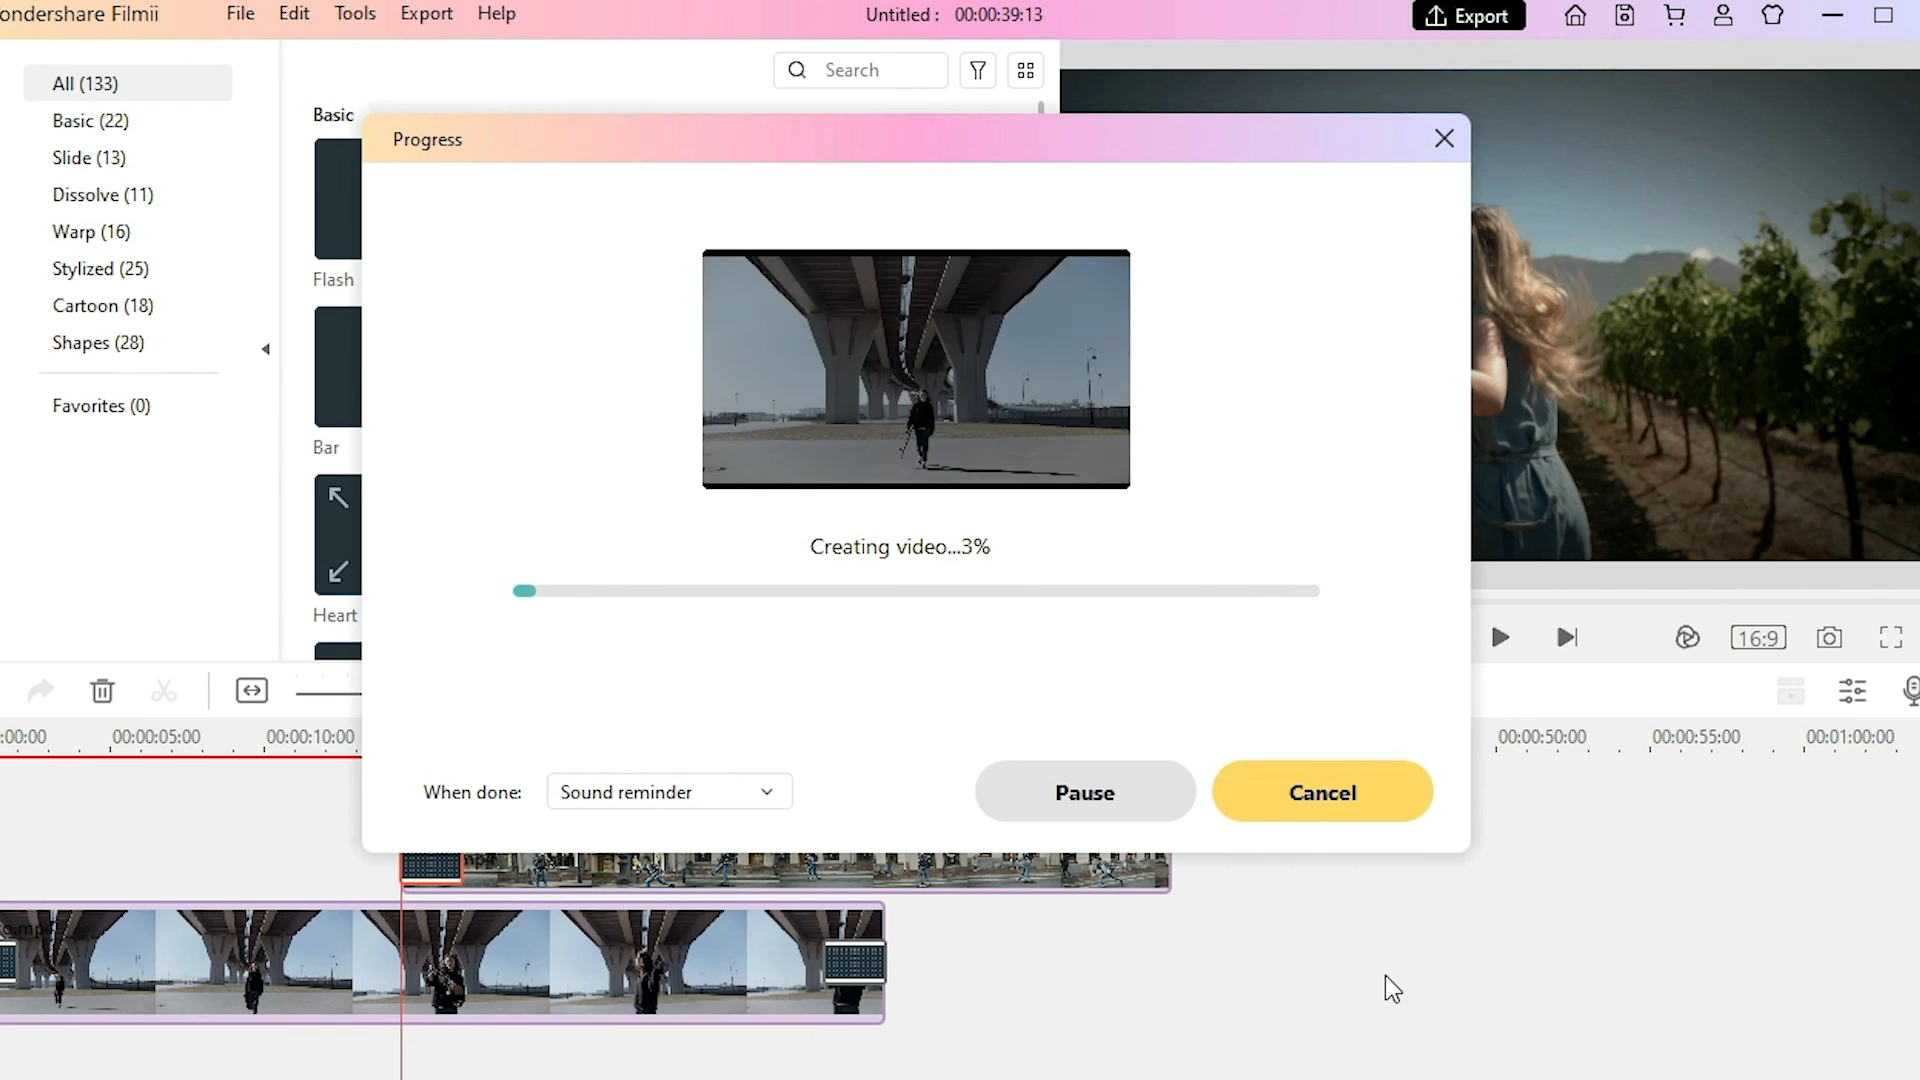 ondershare Filmii
File
Edit
Tools
Export
Help
Untitled : 00:00:39:13
Export
All (133)
Basic (22)
Slide (13)
Dissolve (11)
Warp (16)
Stylized (25)
Cartoon (18)
Shapes (28)
Favorites (0)
Search
Basic
Flash
Bar
Heart
Progress
Creating video...3%
When done:
Sound reminder
Pause
Cancel
16:9
:00:00
00:00:05:00
00:00:10:00
00:00:50:00
00:00:55:00
00:01:00:00
mp4
o.mp4